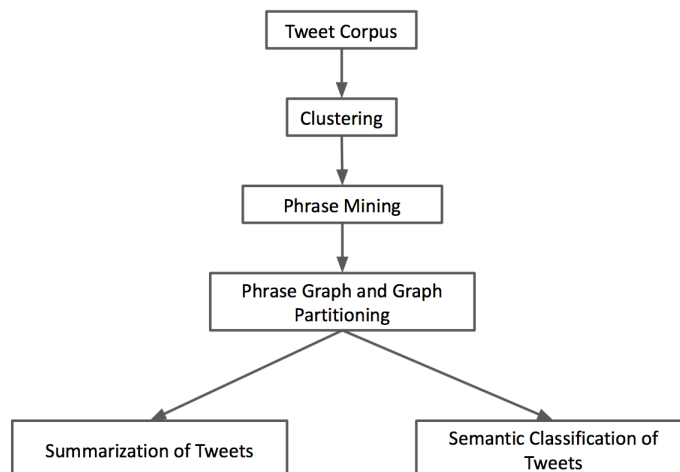 Tweet Corpus
Clustering
Phrase Mining
Phrase Graph and Graph
Partitioning
Summarization of Tweets
Semantic Classification of
Tweets